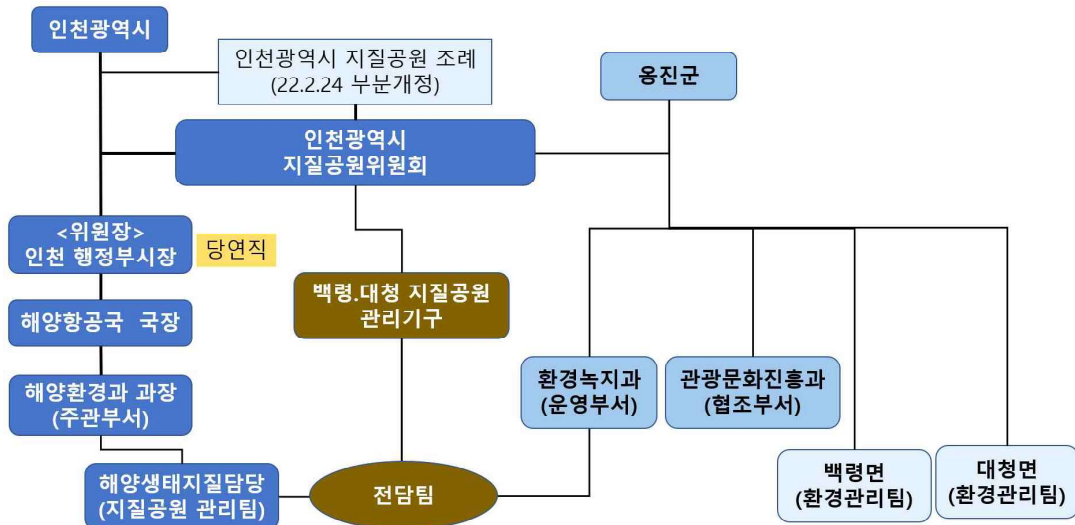 인천광역시
인천광역시 지질공원 조례
(22.2.24 부분개정)
옹진군
인천광역시
지질공원위원회
<위원장>
인천 행정부시장
당연직
백령.대청 지질공원
관리기구
해양항공국 국장
해양환경과 과장
(주관부서)
환경녹지과
(운영부서)
관광문화진흥과
(협조부서)
해양생태지질담당
(지질공원 관리팀)
전담팀
백령면
(환경관리팀)
대청면
(환경관리팀)